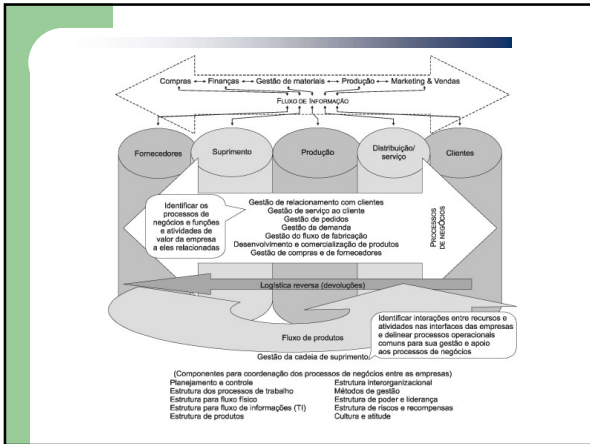 Compras Finanças Gestão de materiais Produção Marketing & Vendas
FLUXO DE INFORMAÇÃO
Fornecedores
Suprimento
Produção
Distribuição/
serviço
Clientes
Identificar os
processos de
negócios e funções
e atividades de
valor da empresa
a eles relacionadas
Gestão de relacionamento com clientes
Gestão de serviço ao cliente
Gestão de pedidos
Gestão da demanda
Gestão do fluxo de fabricação
Desenvolvimento e comercialização de produtos
Gestão de compras e de fornecedores
PROCESSOS
DE NEGÓCIOS
Logística reversa (devoluções)
Identificar interações entre recursos e
atividades nas interfaces das empresas
e delinear processos operacionais
comuns para sua gestão e apoio
aos processos de negócios
Fluxo de produtos
Gestão da cadeia de suprimento
(Componentes para coordenação dos processos de negócios entre as empresas)
Planejamento e controle
Estrutura dos processos de trabalho
Estrutura para fluxo físico
Estrutura para fluxo de informações (TI)
Estrutura de produtos
Estrutura interorganizacional
Métodos de gestão
Estrutura de poder e liderança
Estrutura de riscos e recompensas
Cultura e atitude